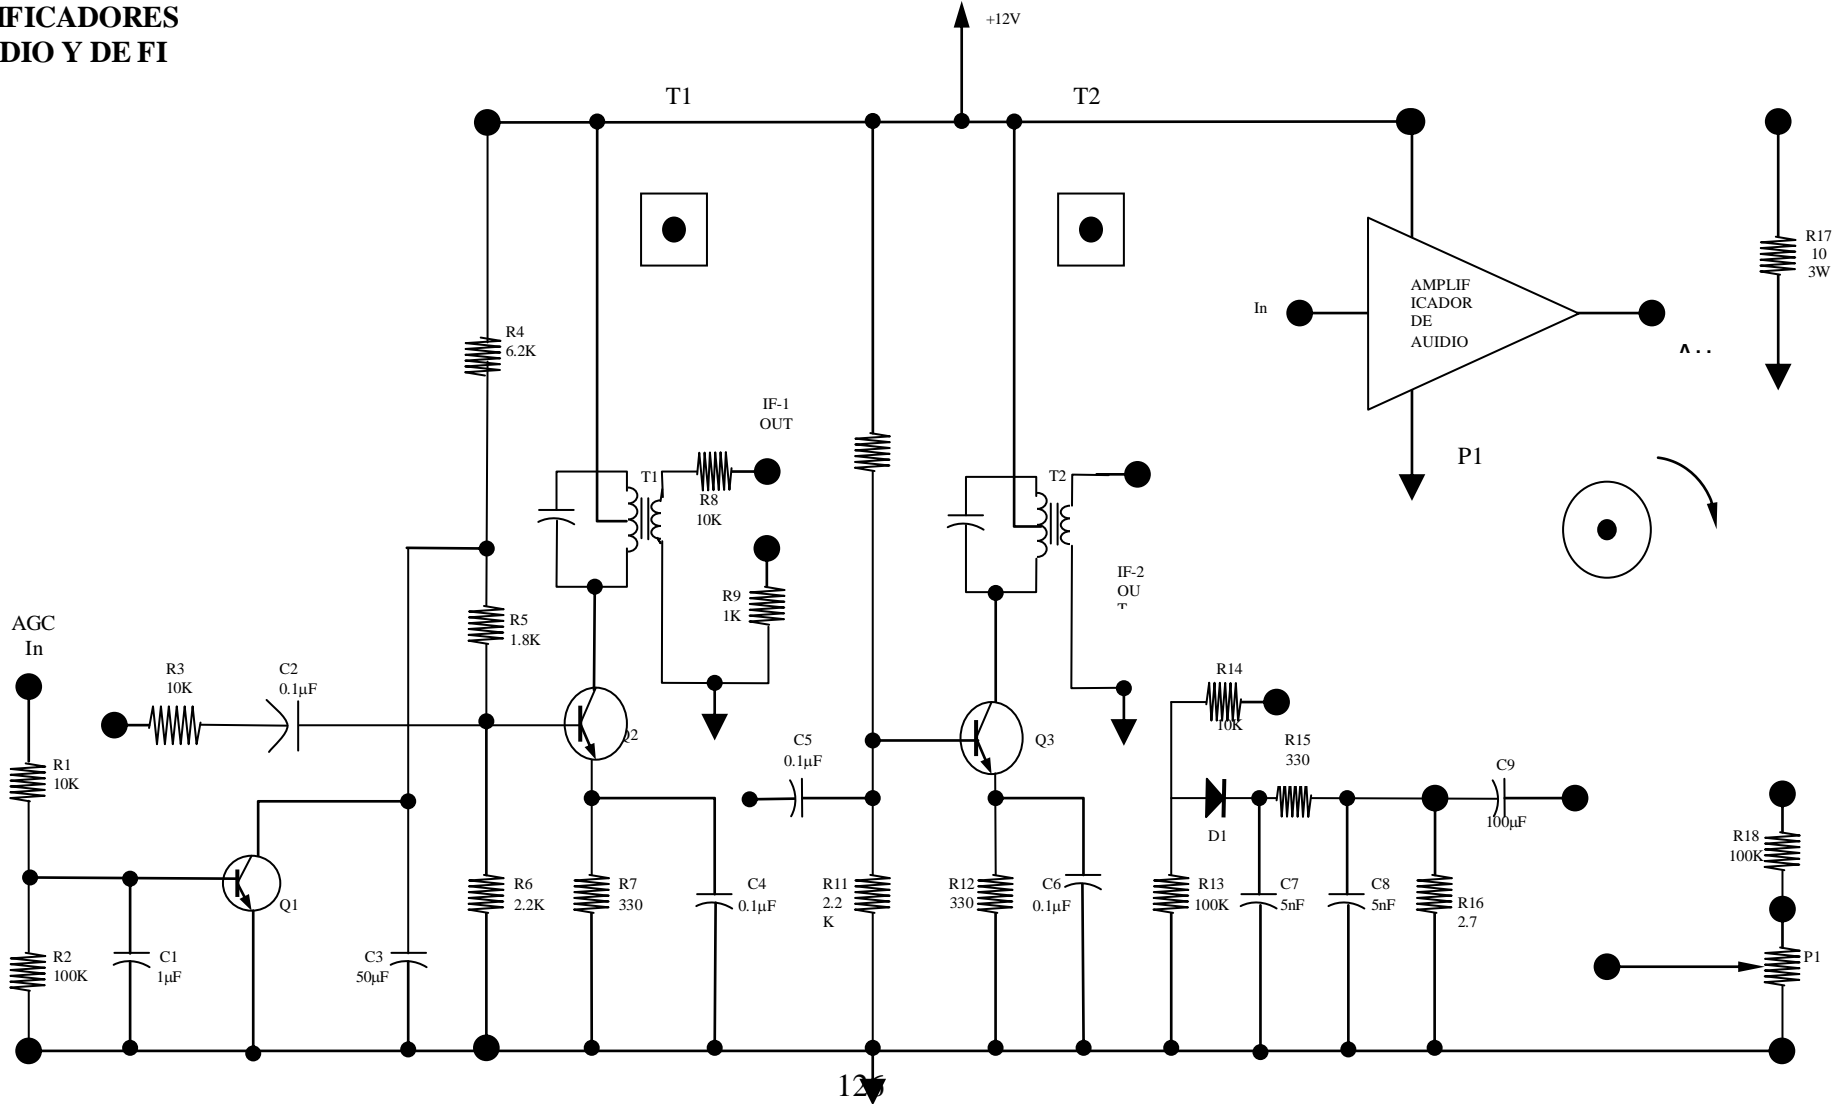 IFICADORES
DIO Y DE FI
+12V
T1
T2
R17
10
3W
AMPLIF
ICADOR
DE
AUIDIO
In
R4
6.2K
IF-1
OUT
P1
T1
R8
10K
T2
IF-2
OU
R9
1K
AGC
In
R5
1.8K
R3
10K
C2
0.1µF
R14
10K
Q2
Q3
C5
0.1µF
R15
330
R1
10K
C9
100µF
D1
R18
100K
Q1
R6
2.2K
R7
330
C4
0.1µF
R11
2.2
K
R12
330
C6
0.1µF
R13
100K
C7
5nF
C8
5nF
R16
2.7
R2
100K
C1
1µF
C3
50µF
P1
126